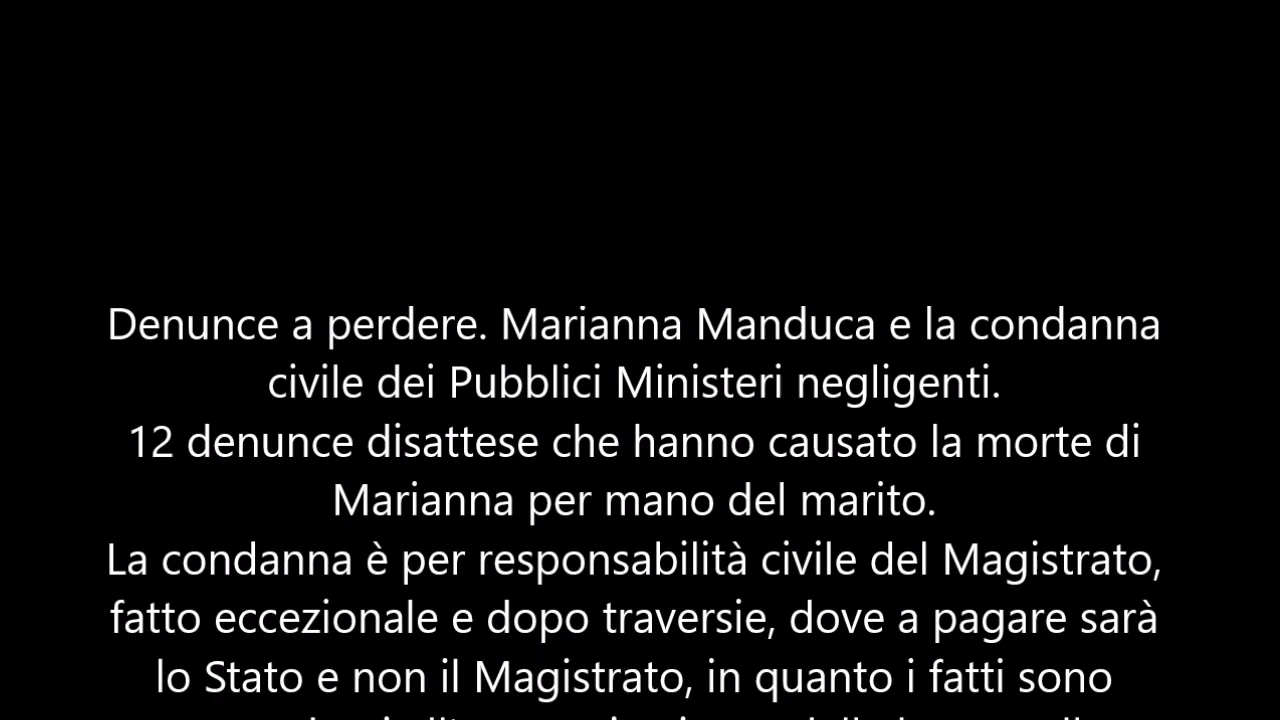 Denunce a perdere. Marianna Manduca e la condanna
civile dei Pubblici Ministeri negligenti.
12 denunce disattese che hanno causato la morte di
Marianna per mano del marito.
La condanna è per responsabilità civile del Magistrato,
fatto eccezionale e dopo traversie, dove a pagare sarà
lo Stato e non il Magistrato, in quanto i fatti sono